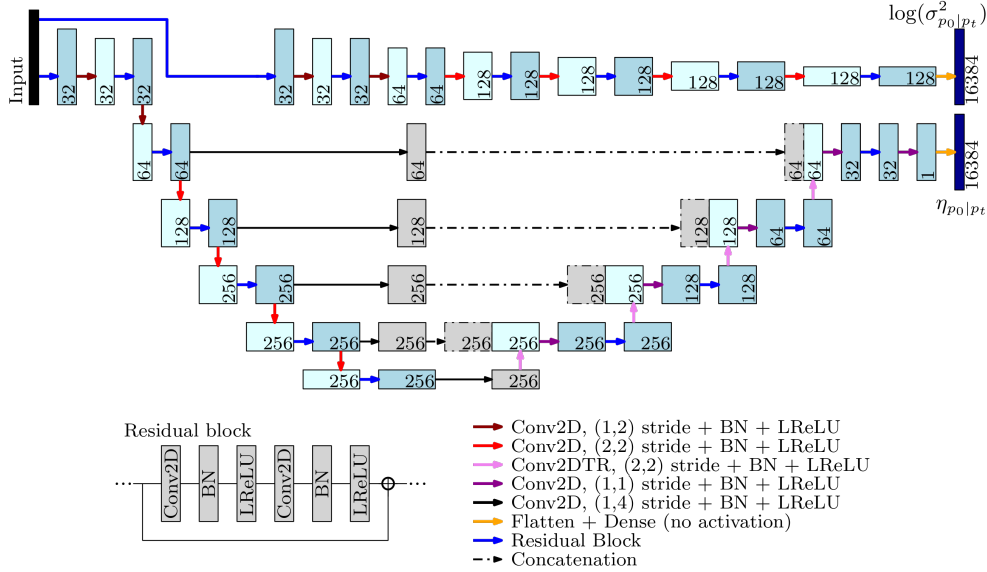 log(σ²_{p₀|pₜ})
Input
32 32 32 32 32 32 64 64 128 128 128 128 128 128 128 128 16384
64 64 64 64 64 32 32 1 16384
η_{p₀|pₜ}
128 128 128 128 128 64 64
256 256 256 256 256 128 128
256 256 256 256 256 256 256
256 256 256
Residual block
Conv2D BN LReLU Conv2D BN LReLU
Conv2D, (1,2) stride + BN + LReLU
Conv2D, (2,2) stride + BN + LReLU
Conv2DTR, (2,2) stride + BN + LReLU
Conv2D, (1,1) stride + BN + LReLU
Conv2D, (1,4) stride + BN + LReLU
Flatten + Dense (no activation)
Residual Block
Concatenation